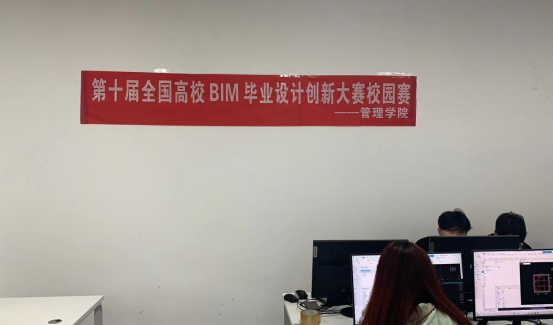 第十届全国高校BIM毕业设计创新大赛校园赛
——管理学院